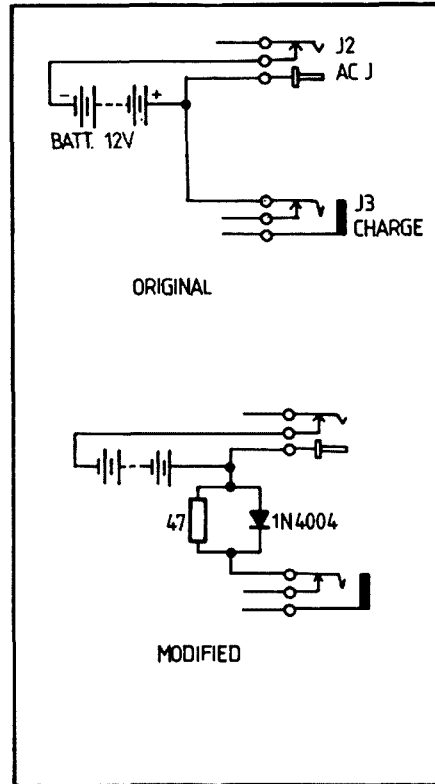 J2
AC J
- +
BATT. 12V
J3
CHARGE
ORIGINAL
47 1N4004
MODIFIED